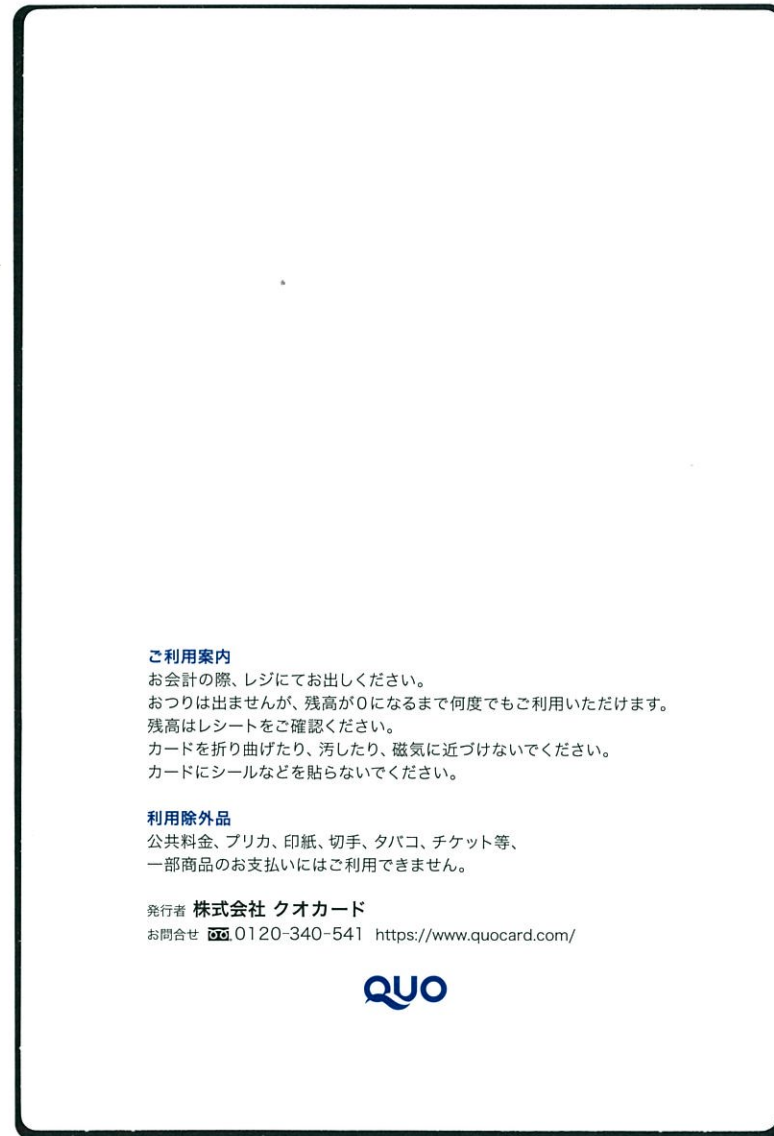 ご利用案内
お会計の際、レジにてお出しください。
おつりは出ませんが、残高が0になるまで何度でもご利用いただけます。
残高はレシートをご確認ください。
カードを折り曲げたり、汚したり、磁気に近づけないでください。
カードにシールなどを貼らないでください。
利用除外品
公共料金、プリカ、印紙、切手、タバコ、チケット等、
一部商品のお支払いにはご利用できません。
発行者 株式会社 クオカード
お問合せ 0120-340-541 https://www.quocard.com/
QUO